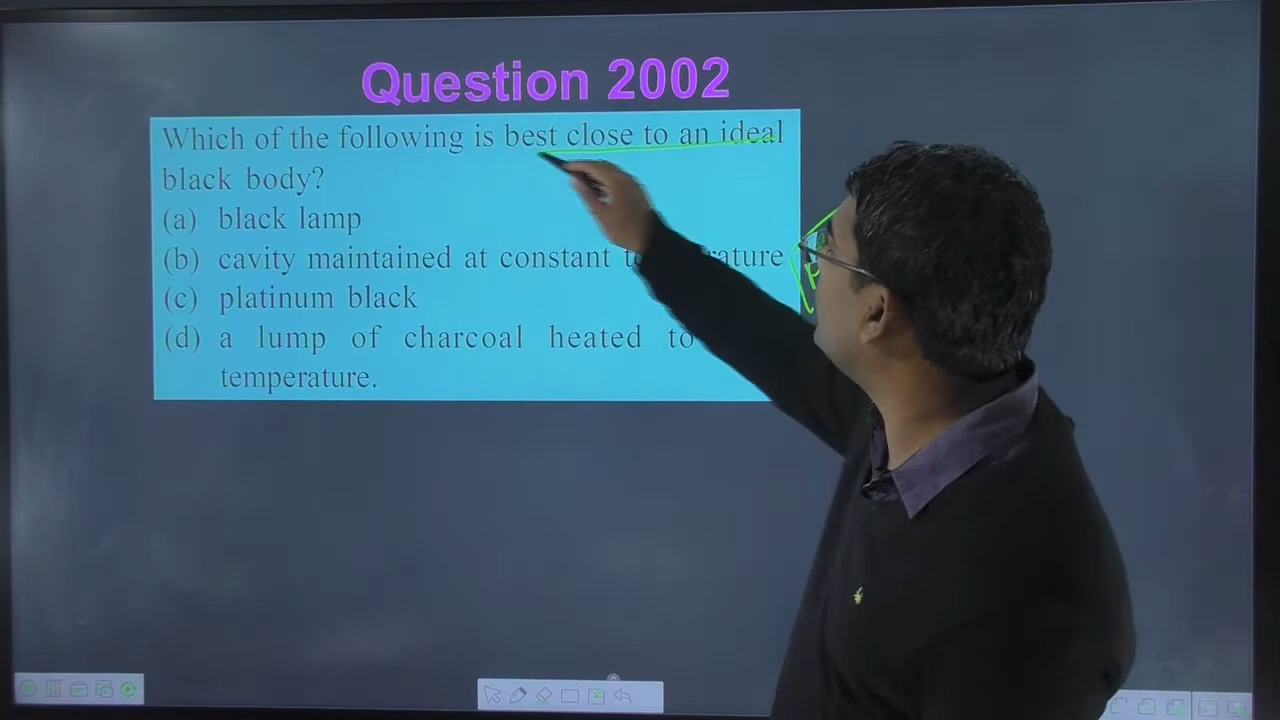 Question 2002
Which of the following is best close to an ideal
black body?
(a) black lamp
(b) cavity maintained at constant
(c) platinum black
(d) a lump of charcoal heated to
temperature.